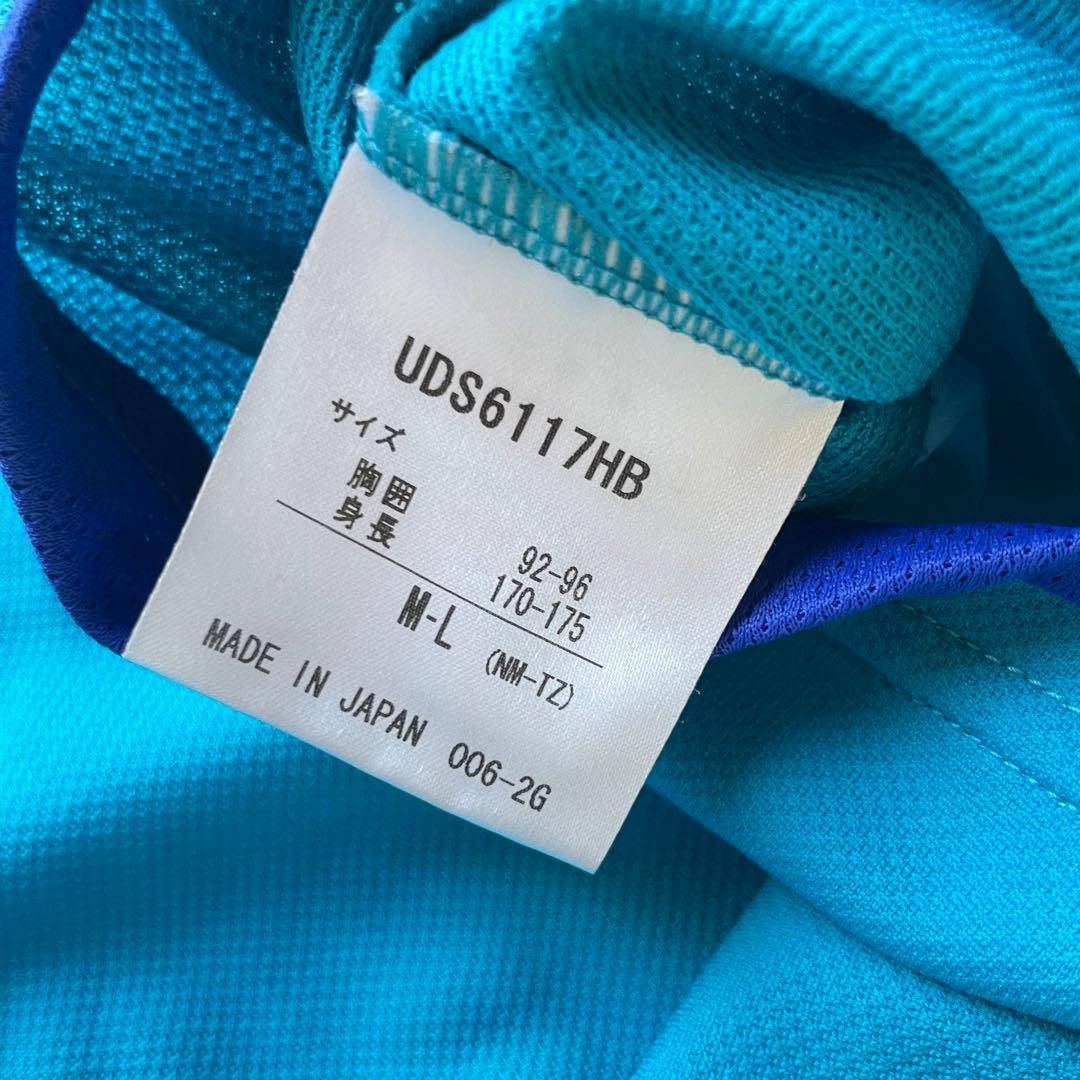 UDS6117HB
サイズ
胸囲 92-96
身長 170-175
M-L (NM-TZ)
MADE IN JAPAN 006-2G